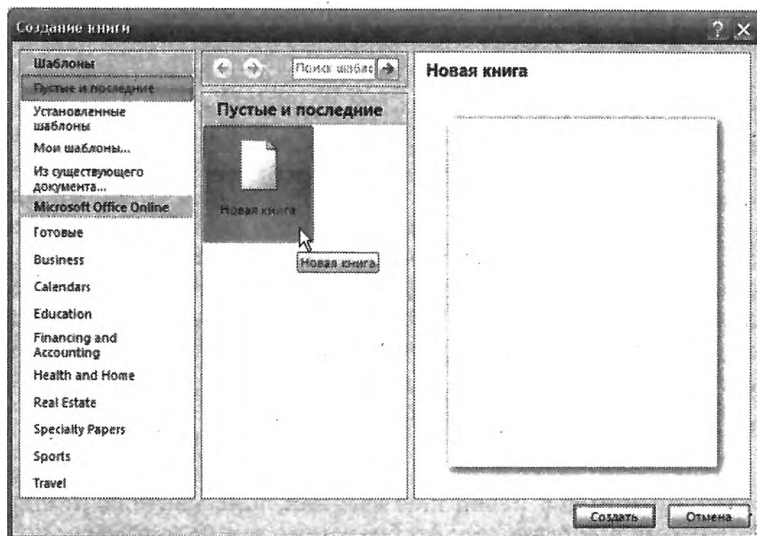 Создание книги
Шаблоны
Пустые и последние
Установленные
шаблоны
Мои шаблоны...
Из существующего
документа...
Microsoft Office Online
Готовые
Business
Calendars
Education
Financing and
Accounting
Health and Home
Real Estate
Specialty Papers
Sports
Travel
Поиск шабло
Пустые и последние
Новая книга
Новая книга
Новая книга
Создать
Отмена